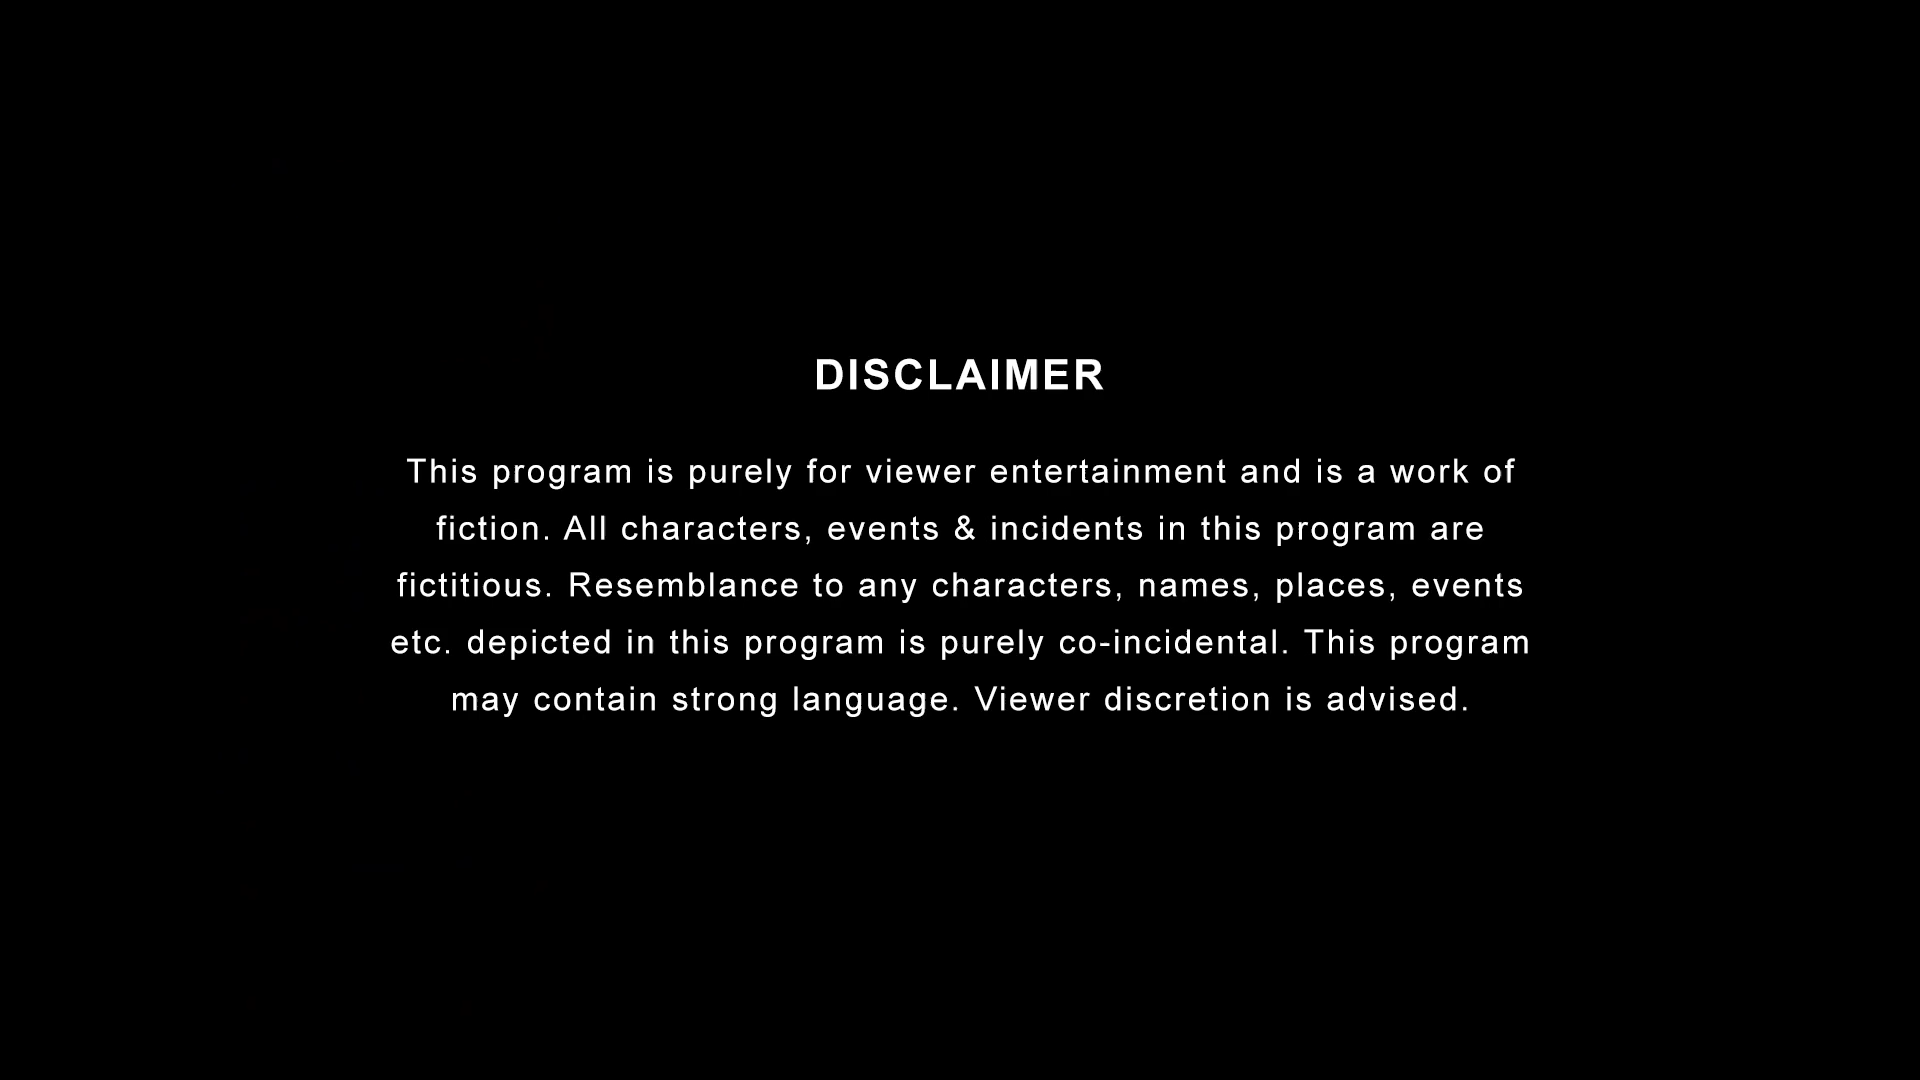 DISCLAIMER
This program is purely for viewer entertainment and is a work of
fiction. All characters, events & incidents in this program are
fictitious. Resemblance to any characters, names, places, events
etc. depicted in this program is purely co-incidental. This program
may contain strong language. Viewer discretion is advised.